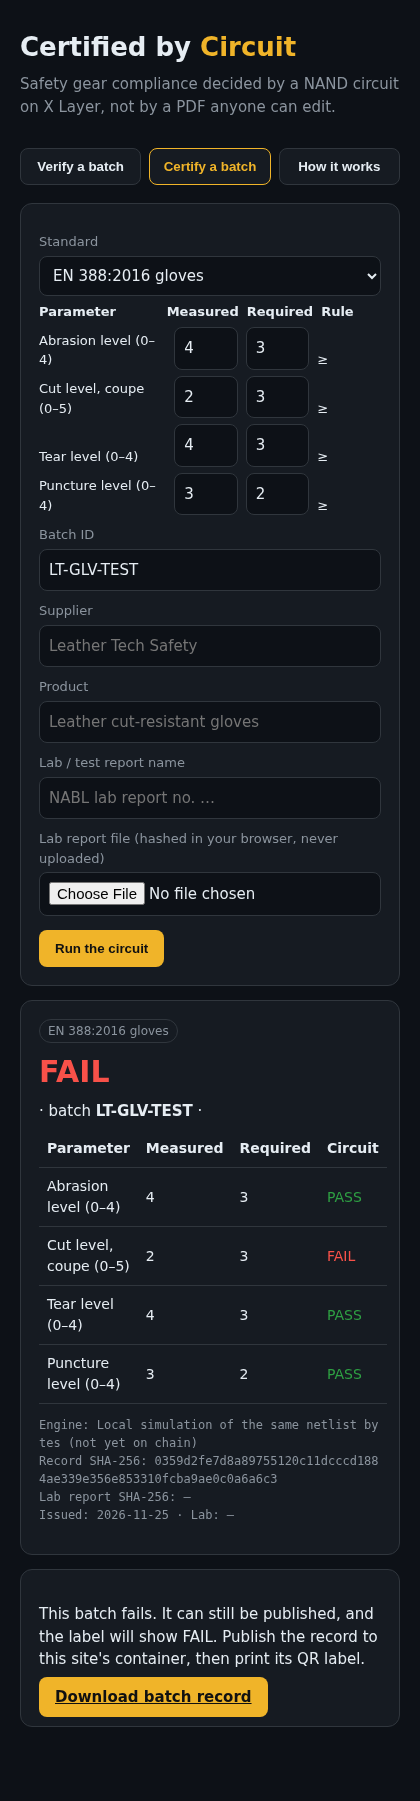 Certified by Circuit
Safety gear compliance decided by a NAND circuit
on X Layer, not by a PDF anyone can edit.
Verify a batch Certify a batch How it works
Standard
EN 388:2016 gloves
Parameter Measured Required Rule
Abrasion level (0–
4) 4 3 ≥
Cut level, coupe
(0–5) 2 3 ≥
Tear level (0–4) 4 3 ≥
Puncture level (0–
4) 3 2 ≥
Batch ID
LT-GLV-TEST
Supplier
Leather Tech Safety
Product
Leather cut-resistant gloves
Lab / test report name
NABL lab report no. …
Lab report file (hashed in your browser, never
uploaded)
Choose File No file chosen
Run the circuit
EN 388:2016 gloves
FAIL
· batch LT-GLV-TEST ·
Parameter Measured Required Circuit
Abrasion
level (0–4) 4 3 PASS
Cut level,
coupe (0–5) 2 3 FAIL
Tear level
(0–4) 4 3 PASS
Puncture
level (0–4) 3 2 PASS
Engine: Local simulation of the same netlist by
tes (not yet on chain)
Record SHA-256: 0359d2fe7d8a89755120c11dcccd188
4ae339e356e853310fcba9ae0c0a6a6c3
Lab report SHA-256: —
Issued: 2026-11-25 · Lab: —
This batch fails. It can still be published, and
the label will show FAIL. Publish the record to
this site's container, then print its QR label.
Download batch record